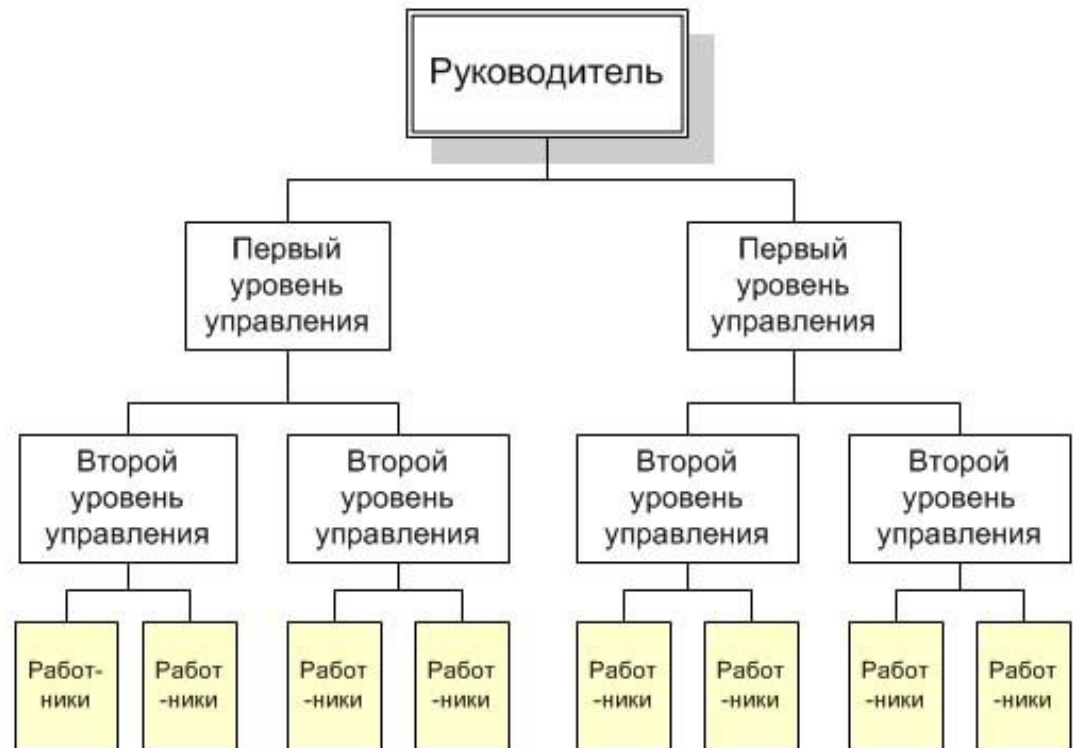 Руководитель
Первый
уровень
управления
Первый
уровень
управления
Второй
уровень
управления
Второй
уровень
управления
Второй
уровень
управления
Второй
уровень
управления
Работ-
ники
Работ
-ники
Работ
-ники
Работ
-ники
Работ
-ники
Работ
-ники
Работ
-ники
Работ
-ники